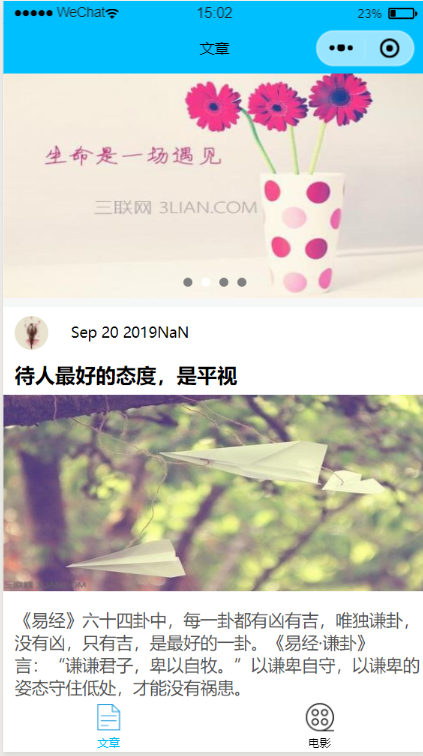 WeChat
15:02
23%
文章
生命是一场遇见
三联网 3LIAN.COM
Sep 20 2019NaN
待人最好的态度，是平视
《易经》六十四卦中，每一卦都有凶有吉，唯独谦卦，
没有凶，只有吉，是最好的一卦。《易经·谦卦》
言：“谦谦君子，卑以自牧。”以谦卑自守，以谦卑的
姿态守住低处，才能没有祸患。
文章
电影